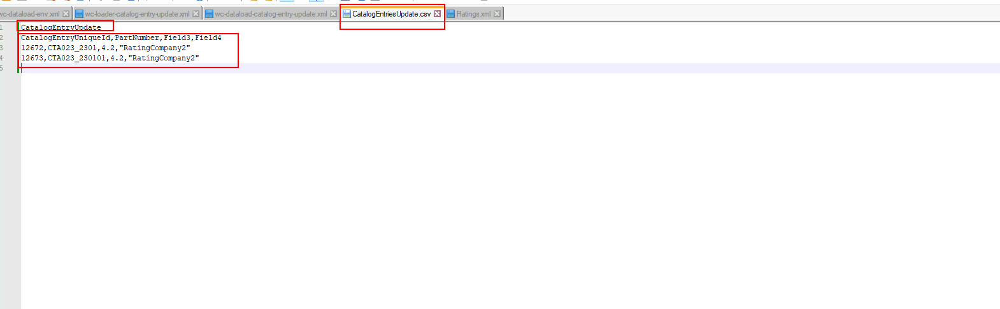 wc-dataload-env.xml wc-loader-catalog-entry-update.xml wc-dataload-catalog-entry-update.xml CatalogEntriesUpdate.csv Ratings.xml
1 CatalogEntryUpdate
2 CatalogEntryUniqueId,PartNumber,Field3,Field4
3 12672,CTA023_2301,4.2,"RatingCompany2"
4 12673,CTA023_230101,4.2,"RatingCompany2"
5